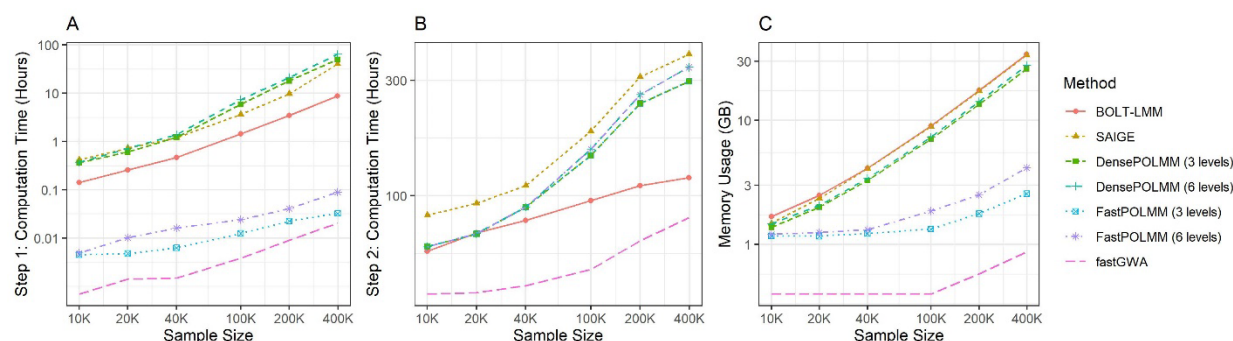 A
Step 1: Computation Time (Hours)
100
10
1
0.1
0.01
10K 20K 40K 100K 200K 400K
Sample Size
B
Step 2: Computation Time (Hours)
300
100
10K 20K 40K 100K 200K 400K
Sample Size
C
Memory Usage (GB)
30
10
3
1
10K 20K 40K 100K 200K 400K
Sample Size
Method
BOLT-LMM
SAIGE
DensePOLMM (3 levels)
DensePOLMM (6 levels)
FastPOLMM (3 levels)
FastPOLMM (6 levels)
fastGWA